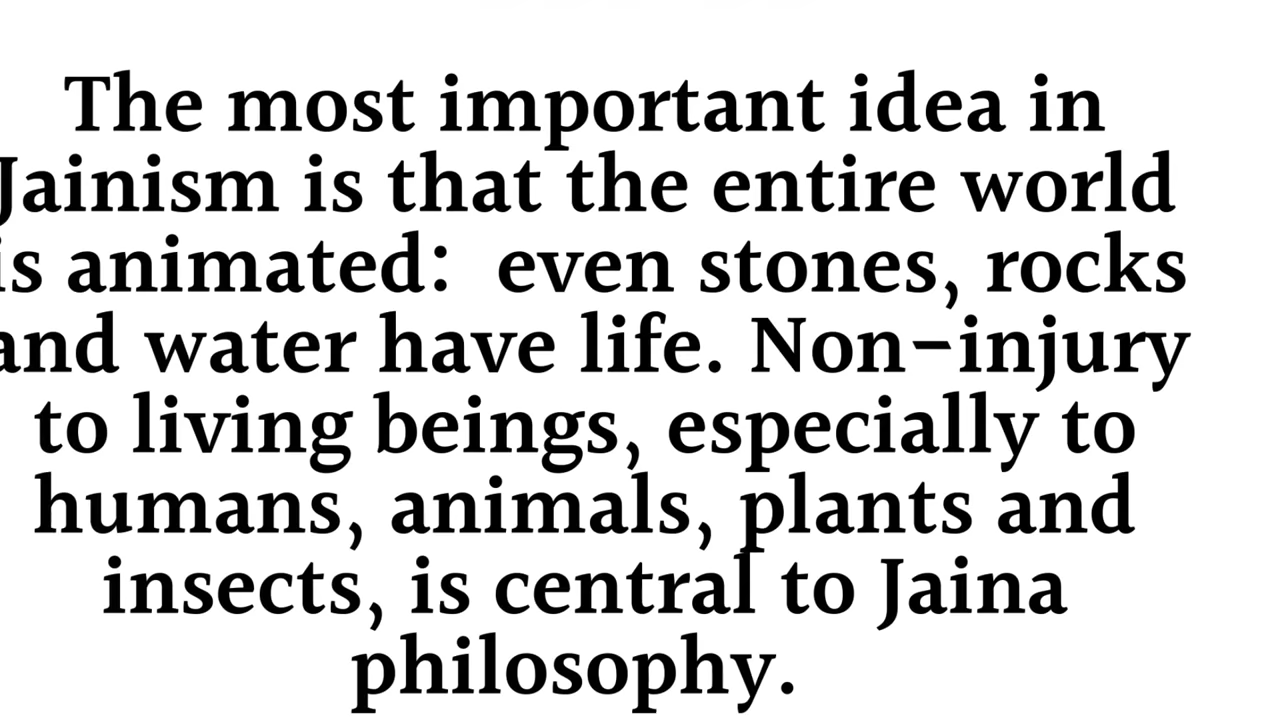 The most important idea in
Jainism is that the entire world
is animated: even stones, rocks
and water have life. Non-injury
to living beings, especially to
humans, animals, plants and
insects, is central to Jaina
philosophy.